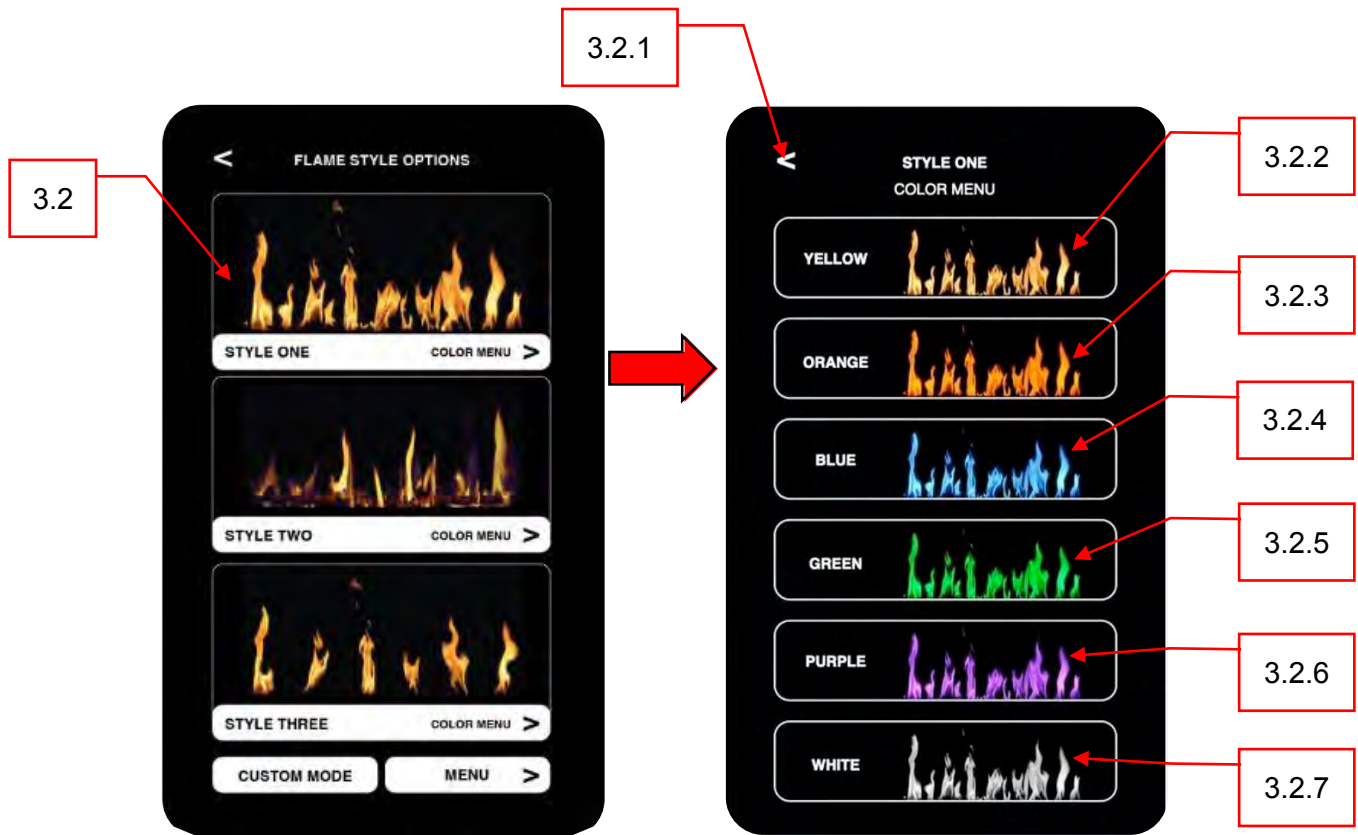 3.2.1
3.2
< FLAME STYLE OPTIONS
STYLE ONE COLOR MENU >
STYLE TWO COLOR MENU >
STYLE THREE COLOR MENU >
CUSTOM MODE MENU >
< STYLE ONE
COLOR MENU
YELLOW
ORANGE
BLUE
GREEN
PURPLE
WHITE
3.2.2
3.2.3
3.2.4
3.2.5
3.2.6
3.2.7